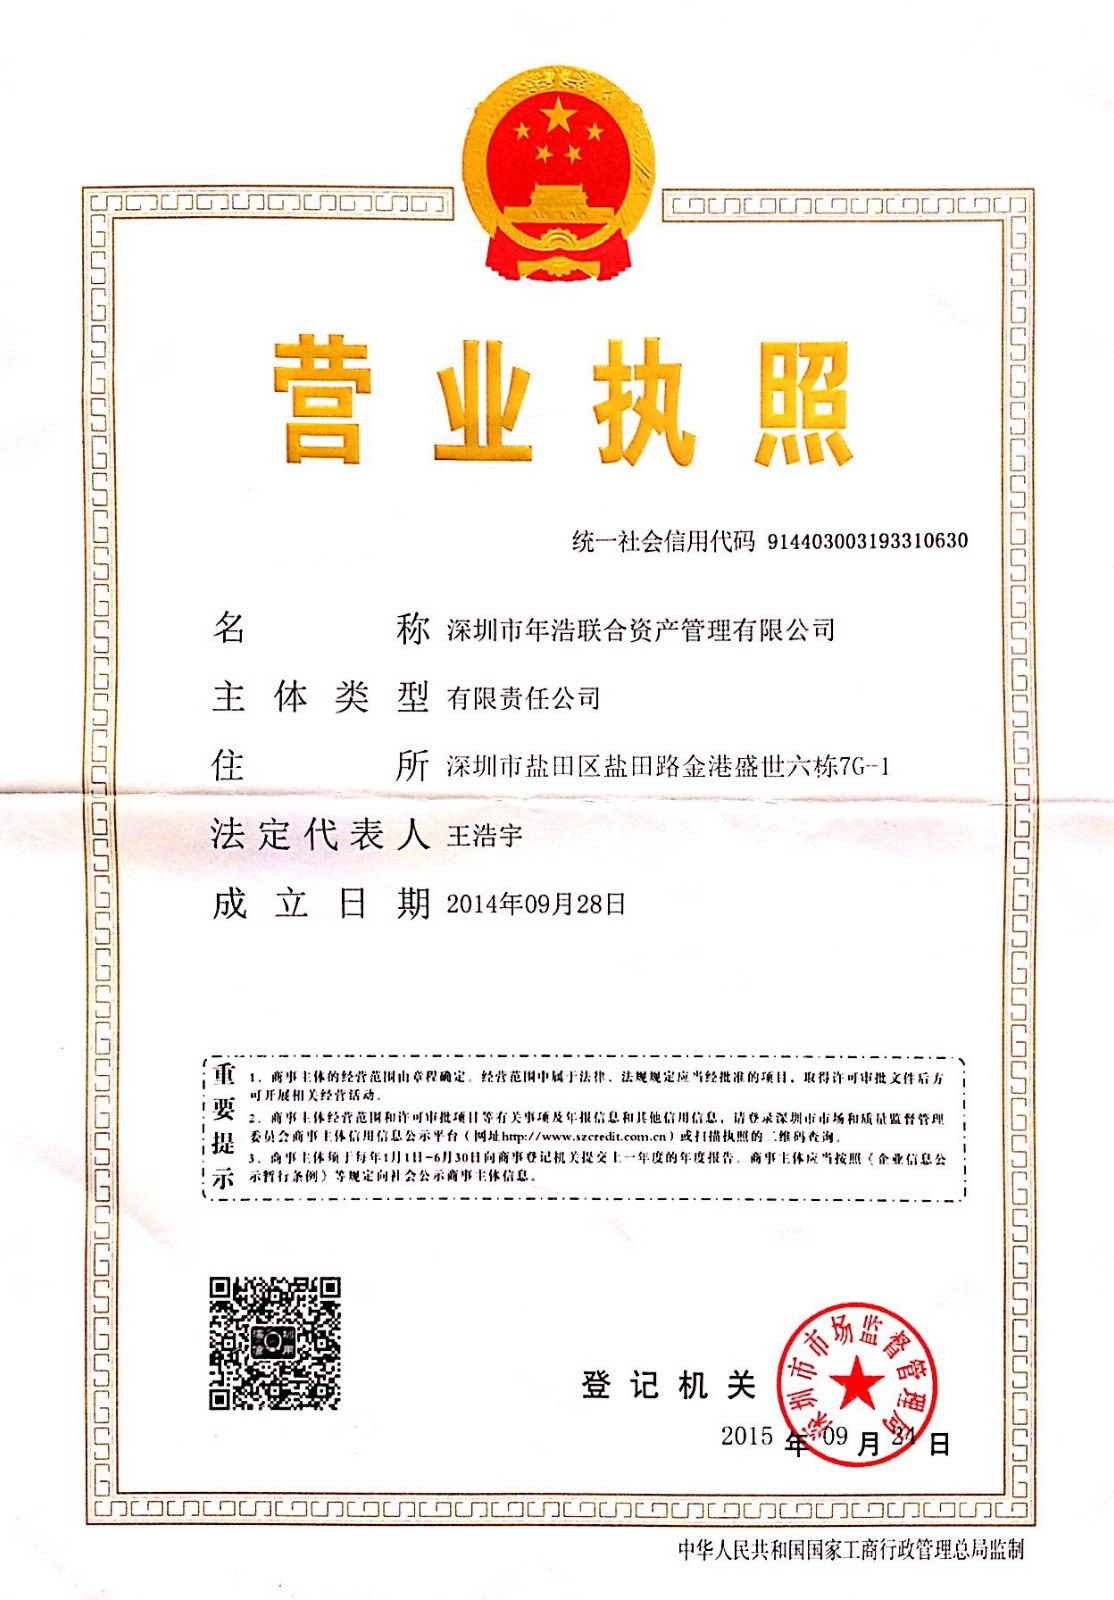 营业执照
统一社会信用代码 914403003193310630
名称 深圳市年浩联合资产管理有限公司
主体类型 有限责任公司
住所 深圳市盐田区盐田路金港盛世六栋7G-1
法定代表人 王浩宇
成立日期 2014年09月28日
重要提示
1、商事主体的经营范围由章程确定。经营范围中属于法律、法规规定应当经批准的项目，取得许可审批文件后方
可开展相关经营活动。
2、商事主体经营范围和许可审批项目等有关事项及年报信息和其他信用信息，请登录深圳市市场和质量监督管理
委员会商事主体信用信息公示平台（网址http://www.szcredit.com.cn）或扫描执照的二维码查询。
3、商事主体须于每年1月1日-6月30日向商事登记机关提交上一年度的年度报告。商事主体应当按照《企业信息公
示暂行条例》等规定向社会公示商事主体信息。
深圳信用
登记机关
深圳市市场监督管理局
2015年09月24日
中华人民共和国国家工商行政管理总局监制